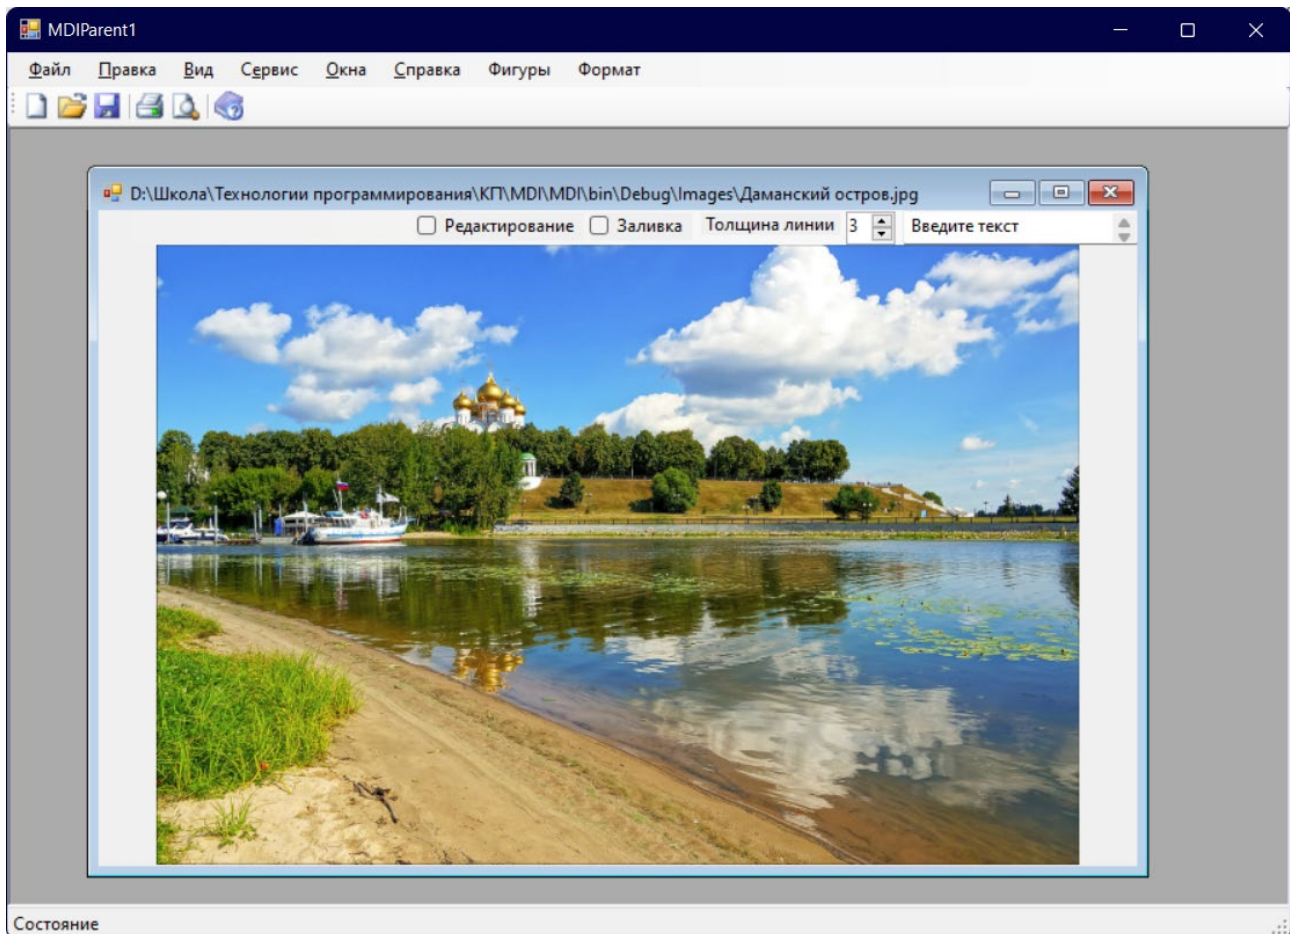 MDIParent1
Файл Правка Вид Сервис Окна Справка Фигуры Формат
D:\Школа\Технологии программирования\КП\MDI\MDI\bin\Debug\Images\Даманский остров.jpg
Редактирование Заливка Толщина линии 3 Введите текст
Состояние